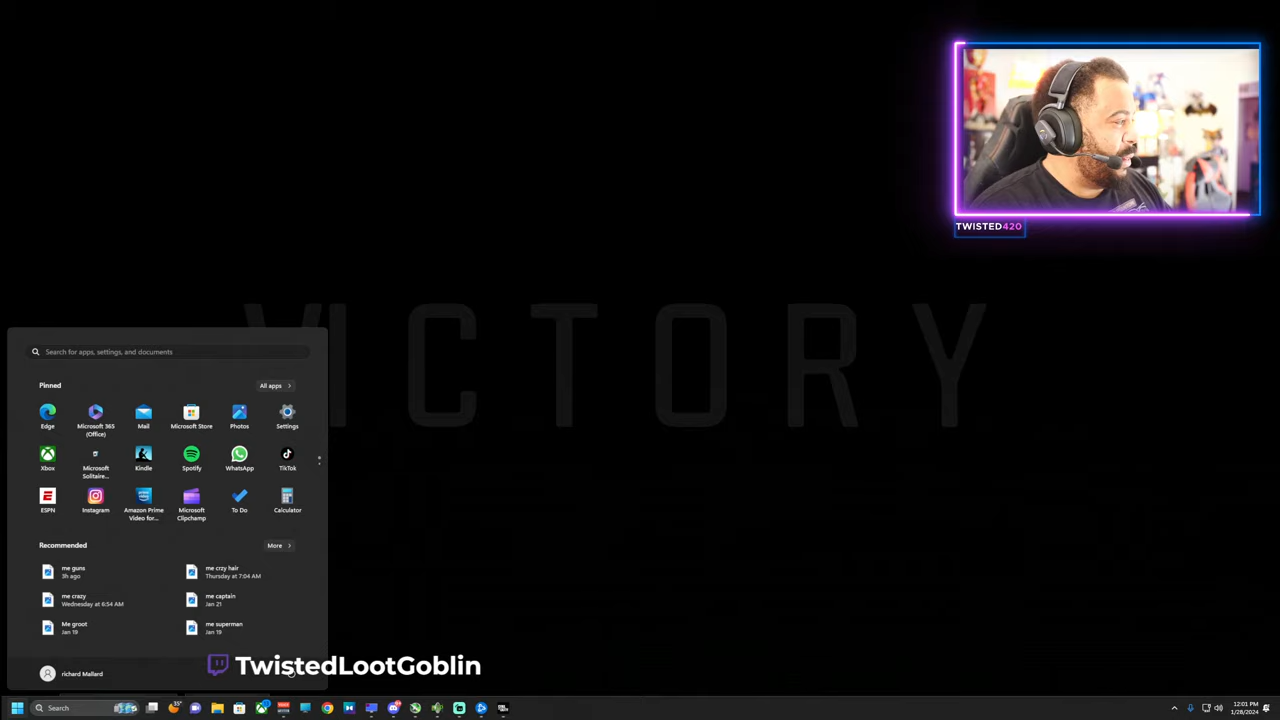 TWISTED420
VICTORY
Search for apps, settings, and documents
Pinned
All apps
Edge
Microsoft 365
(Office)
Mail
Microsoft Store
Photos
Settings
Xbox
Microsoft
Solitaire...
Kindle
Spotify
WhatsApp
TikTok
ESPN
Instagram
Amazon Prime
Video for...
Microsoft
Clipchamp
To Do
Calculator
Recommended
More
me guns
3h ago
me crzy hair
Thursday at 7:04 AM
me crazy
Wednesday at 6:54 AM
me captain
Jan 21
Me groot
Jan 19
me superman
Jan 19
richard Mallard
TwistedLootGoblin
Search
35°
12:01 PM
1/28/2024